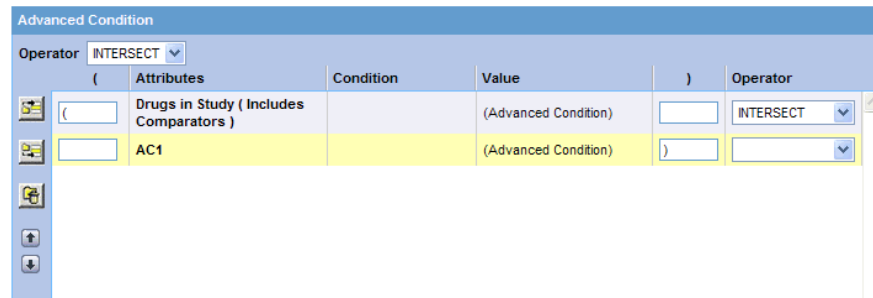 Advanced Condition
Operator INTERSECT
( Attributes Condition Value ) Operator
( Drugs in Study ( Includes Comparators ) (Advanced Condition) INTERSECT
AC1 (Advanced Condition) )